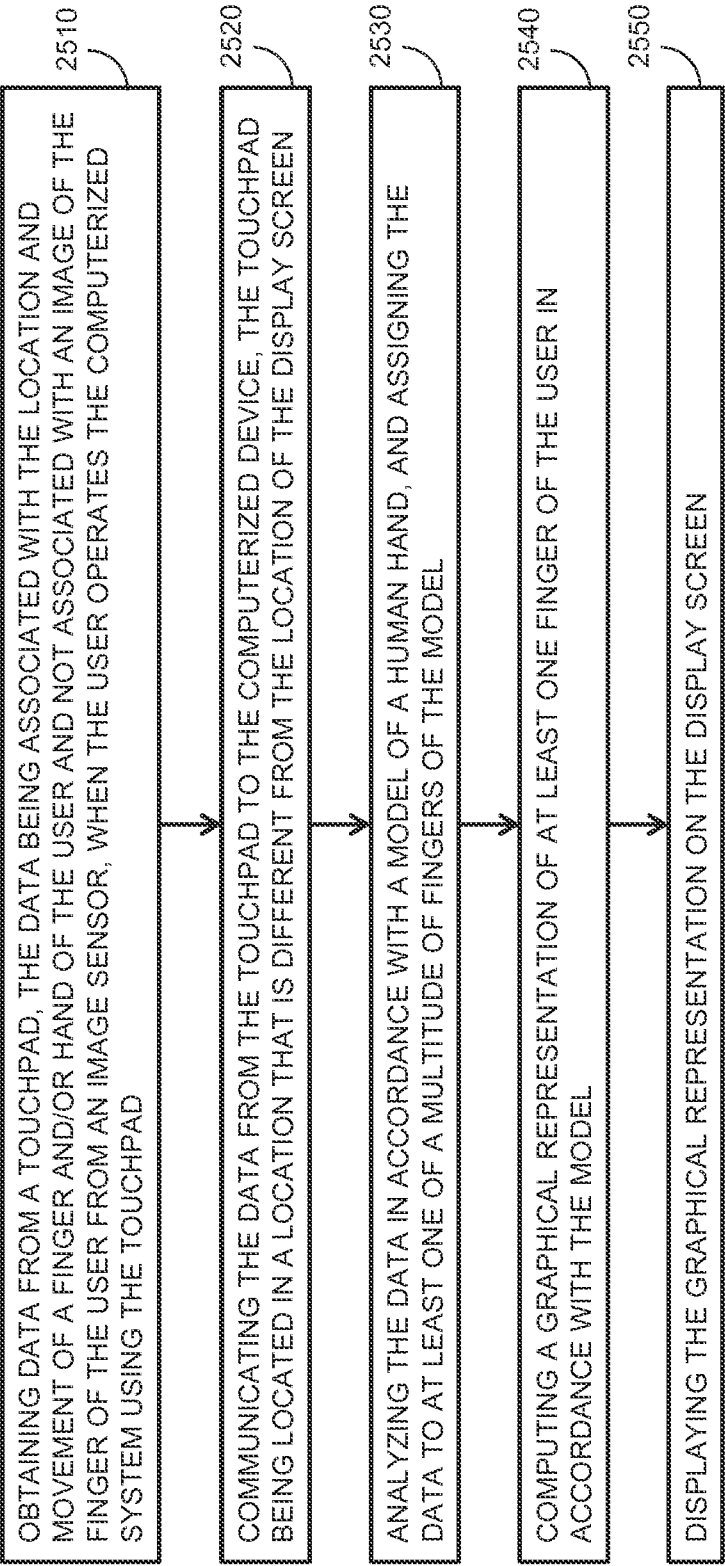 2510
OBTAINING DATA FROM A TOUCHPAD, THE DATA BEING ASSOCIATED WITH THE LOCATION AND
MOVEMENT OF A FINGER AND/OR HAND OF THE USER AND NOT ASSOCIATED WITH AN IMAGE OF THE
FINGER OF THE USER FROM AN IMAGE SENSOR, WHEN THE USER OPERATES THE COMPUTERIZED
SYSTEM USING THE TOUCHPAD
2520
COMMUNICATING THE DATA FROM THE TOUCHPAD TO THE COMPUTERIZED DEVICE, THE TOUCHPAD
BEING LOCATED IN A LOCATION THAT IS DIFFERENT FROM THE LOCATION OF THE DISPLAY SCREEN
2530
ANALYZING THE DATA IN ACCORDANCE WITH A MODEL OF A HUMAN HAND, AND ASSIGNING THE
DATA TO AT LEAST ONE OF A MULTITUDE OF FINGERS OF THE MODEL
2540
COMPUTING A GRAPHICAL REPRESENTATION OF AT LEAST ONE FINGER OF THE USER IN
ACCORDANCE WITH THE MODEL
2550
DISPLAYING THE GRAPHICAL REPRESENTATION ON THE DISPLAY SCREEN